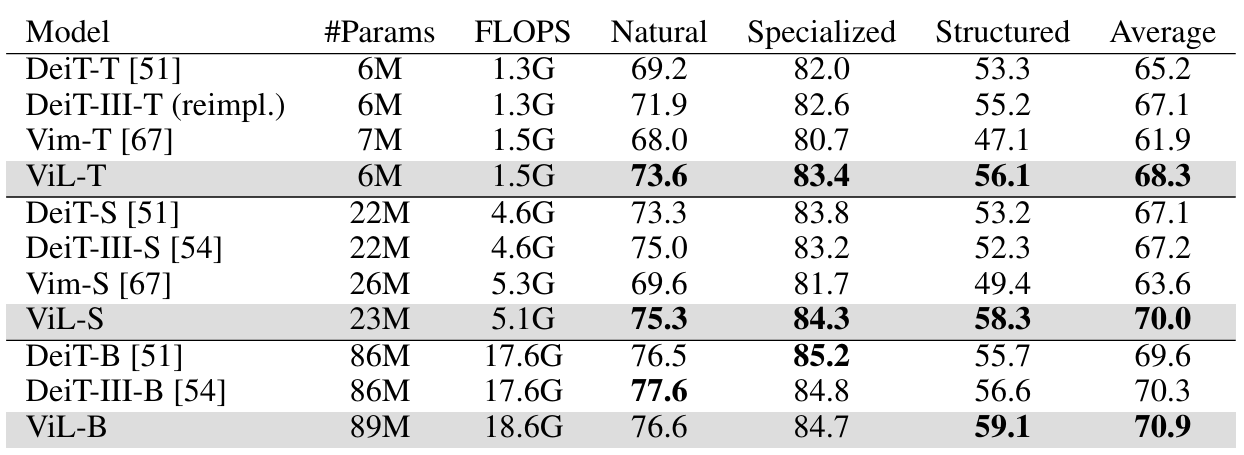 Model #Params FLOPS Natural Specialized Structured Average
DeiT-T [51] 6M 1.3G 69.2 82.0 53.3 65.2
DeiT-III-T (reimpl.) 6M 1.3G 71.9 82.6 55.2 67.1
Vim-T [67] 7M 1.5G 68.0 80.7 47.1 61.9
ViL-T 6M 1.5G 73.6 83.4 56.1 68.3
DeiT-S [51] 22M 4.6G 73.3 83.8 53.2 67.1
DeiT-III-S [54] 22M 4.6G 75.0 83.2 52.3 67.2
Vim-S [67] 26M 5.3G 69.6 81.7 49.4 63.6
ViL-S 23M 5.1G 75.3 84.3 58.3 70.0
DeiT-B [51] 86M 17.6G 76.5 85.2 55.7 69.6
DeiT-III-B [54] 86M 17.6G 77.6 84.8 56.6 70.3
ViL-B 89M 18.6G 76.6 84.7 59.1 70.9